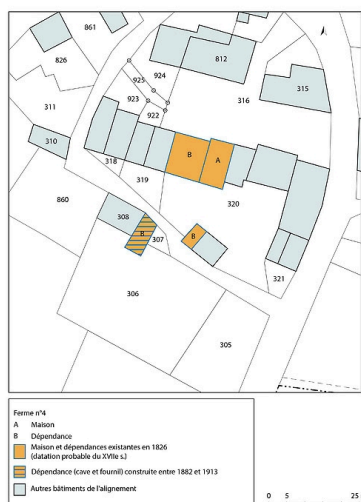 861
826
812
924
925
315
923
316
311
922
310
B
A
318
319
320
860
308
B
307
B
321
306
305
Ferme n°4
A Maison
B Dépendance
Maison et dépendances existantes en 1826
(datation probable du XVIIe s.)
Dépendance (cave et fournil) construite entre 1882 et 1913
Autres bâtiments de l'alignement
0 5 25